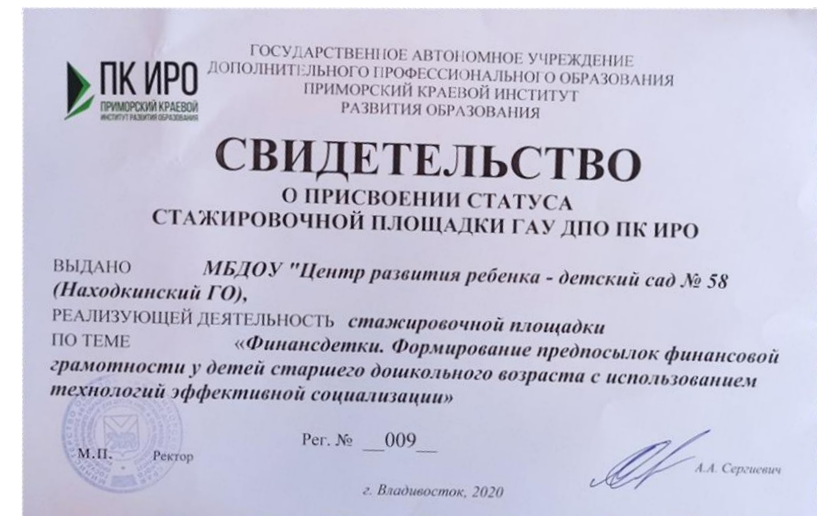 ПК ИРО
ПРИМОРСКИЙ КРАЕВОЙ
ИНСТИТУТ РАЗВИТИЯ ОБРАЗОВАНИЯ
ГОСУДАРСТВЕННОЕ АВТОНОМНОЕ УЧРЕЖДЕНИЕ
ДОПОЛНИТЕЛЬНОГО ПРОФЕССИОНАЛЬНОГО ОБРАЗОВАНИЯ
ПРИМОРСКИЙ КРАЕВОЙ ИНСТИТУТ
РАЗВИТИЯ ОБРАЗОВАНИЯ
СВИДЕТЕЛЬСТВО
О ПРИСВОЕНИИ СТАТУСА
СТАЖИРОВОЧНОЙ ПЛОЩАДКИ ГАУ ДПО ПК ИРО
ВЫДАНО МБДОУ "Центр развития ребенка - детский сад № 58
(Находкинский ГО),
РЕАЛИЗУЮЩЕЙ ДЕЯТЕЛЬНОСТЬ стажировочной площадки
ПО ТЕМЕ «Финансдетки. Формирование предпосылок финансовой
грамотности у детей старшего дошкольного возраста с использованием
технологий эффективной социализации»
Рег. № __009__
М.П. Ректор
А.А. Сергиевич
г. Владивосток, 2020